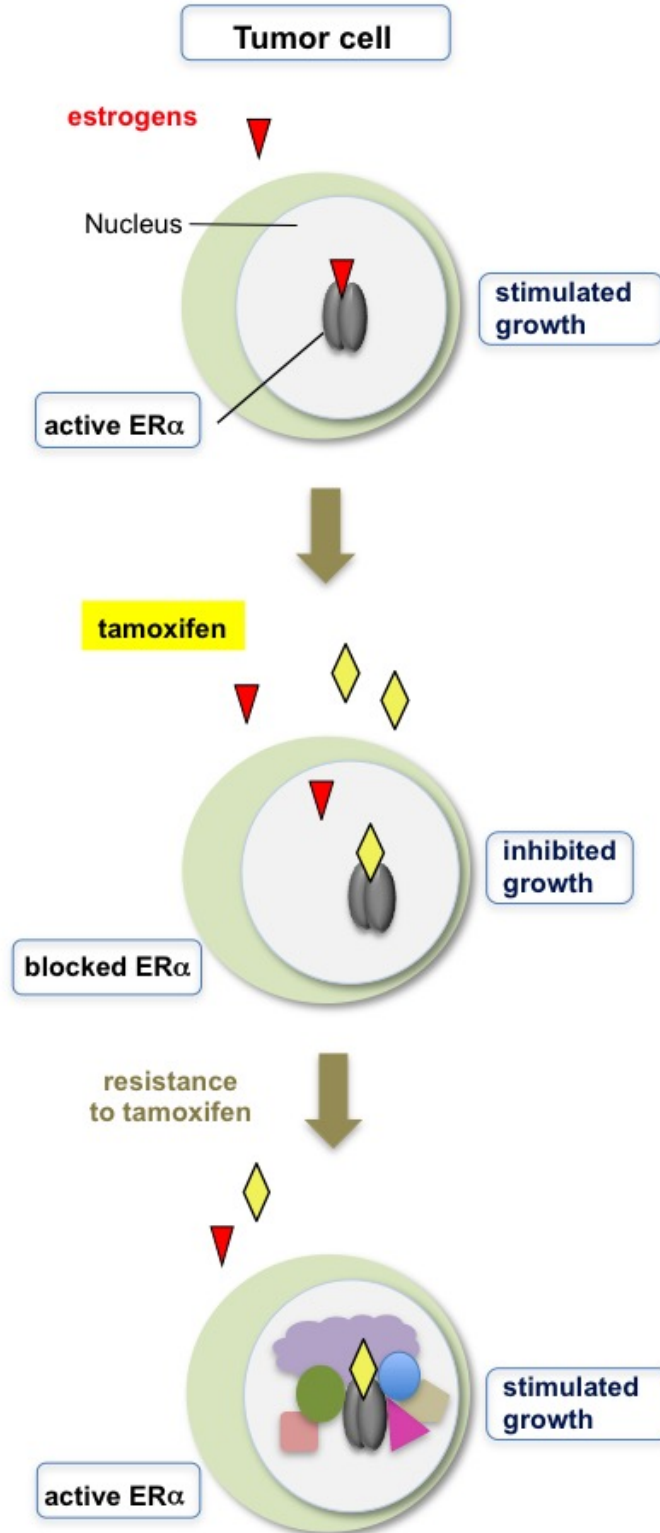 Tumor cell
estrogens
Nucleus
stimulated
growth
active ERα
tamoxifen
inhibited
growth
blocked ERα
resistance
to tamoxifen
stimulated
growth
active ERα